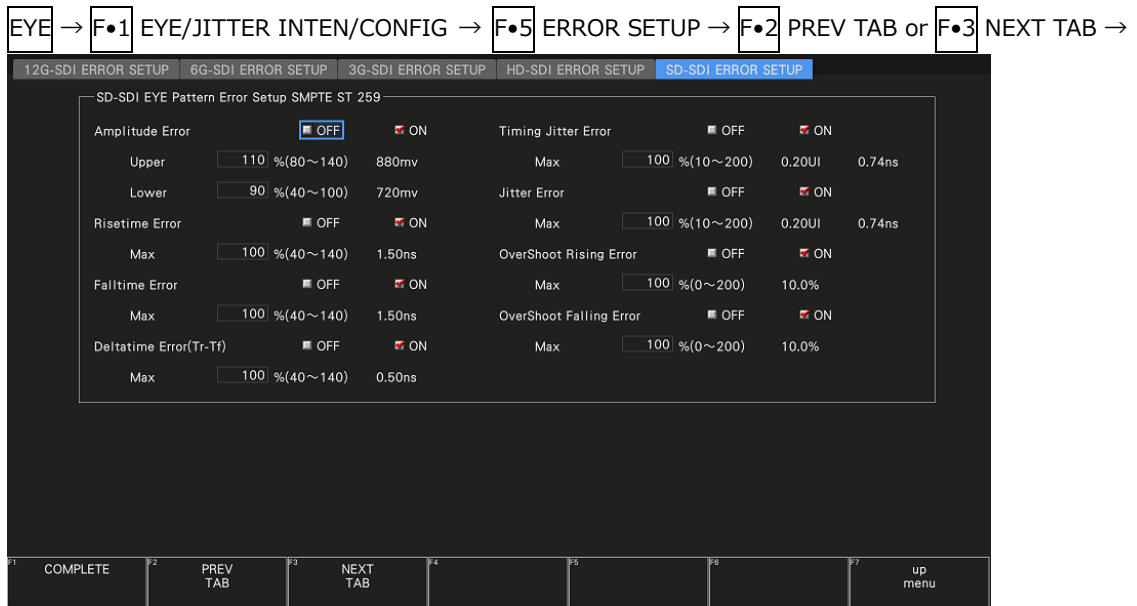 EYE → F•1 EYE/JITTER INTEN/CONFIG → F•5 ERROR SETUP → F•2 PREV TAB or F•3 NEXT TAB →
12G-SDI ERROR SETUP 6G-SDI ERROR SETUP 3G-SDI ERROR SETUP HD-SDI ERROR SETUP SD-SDI ERROR SETUP
SD-SDI EYE Pattern Error Setup SMPTE ST 259
Amplitude Error OFF ON
Upper 110 %(80～140) 880mv
Lower 90 %(40～100) 720mv
Risetime Error OFF ON
Max 100 %(40～140) 1.50ns
Falltime Error OFF ON
Max 100 %(40～140) 1.50ns
Deltatime Error(Tr-Tf) OFF ON
Max 100 %(40～140) 0.50ns
Timing Jitter Error OFF ON
Max 100 %(10～200) 0.20UI 0.74ns
Jitter Error OFF ON
Max 100 %(10～200) 0.20UI 0.74ns
OverShoot Rising Error OFF ON
Max 100 %(0～200) 10.0%
OverShoot Falling Error OFF ON
Max 100 %(0～200) 10.0%
F1 COMPLETE F2 PREV TAB F3 NEXT TAB F4 F5 F6 F7 up menu